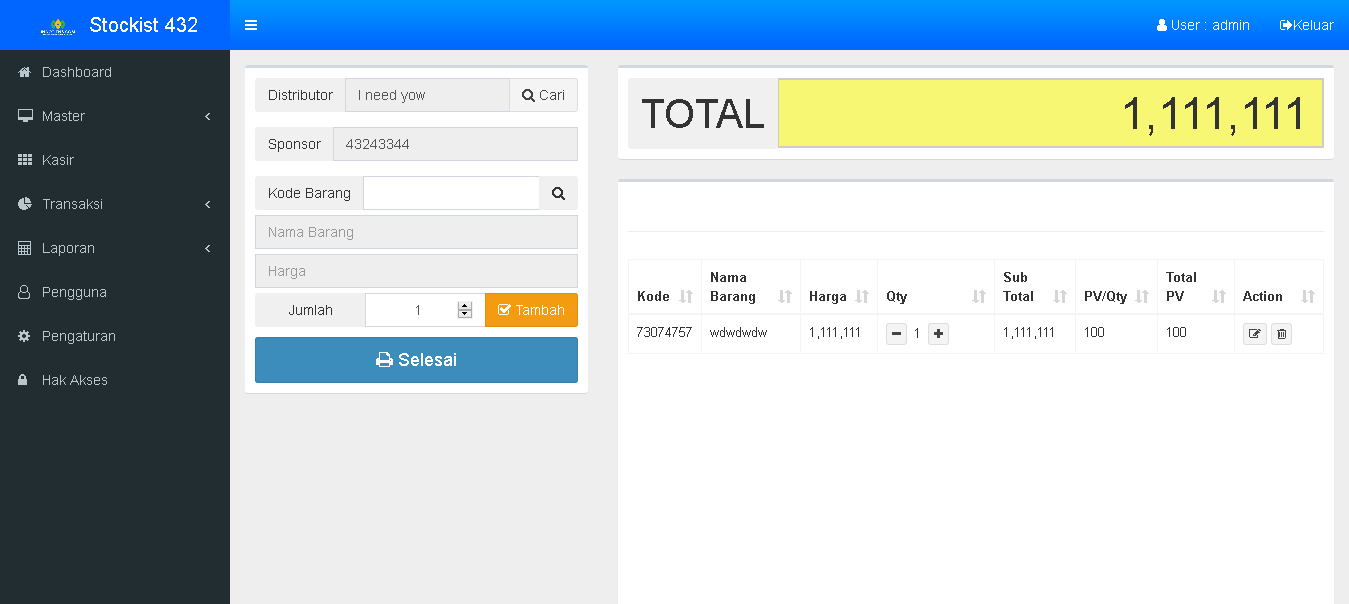 Stockist 432
User : admin
Keluar
Dashboard
Master
Kasir
Transaksi
Laporan
Pengguna
Pengaturan
Hak Akses
Distributor I need yow Cari
Sponsor 43243344
Kode Barang
Nama Barang
Harga
Jumlah 1 Tambah
Selesai
TOTAL 1,111,111
Kode Nama Barang Harga Qty Sub Total PV/Qty Total PV Action
73074757 wdwdwdw 1,111,111 1 1,111,111 100 100